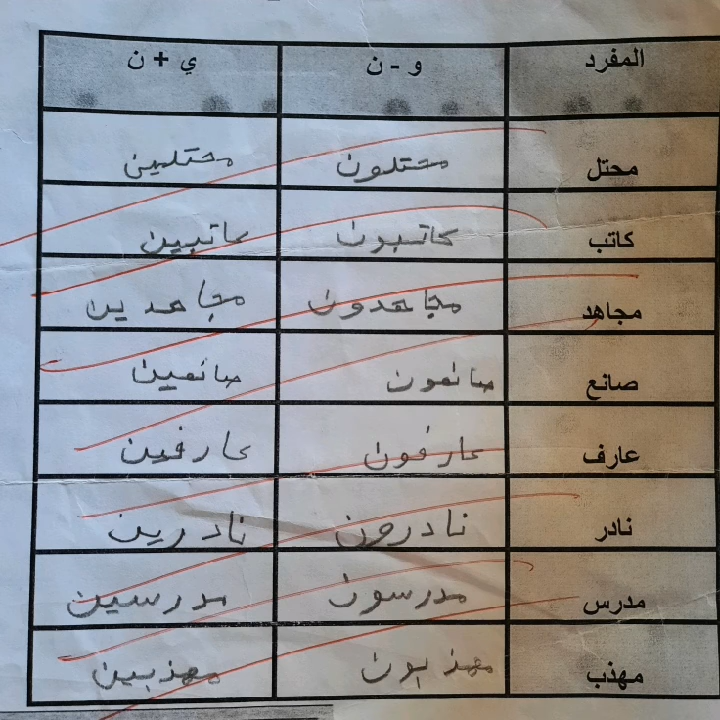 المفرد و - ن ي + ن
محتل محتلون محتلين
كاتب كاتبون كاتبين
مجاهد مجاهدون مجاهدين
صانع صانعون صانعين
عارف عارفون عارفين
نادر نادرون نادرين
مدرس مدرسون مدرسين
مهذب مهذبون مهذبين